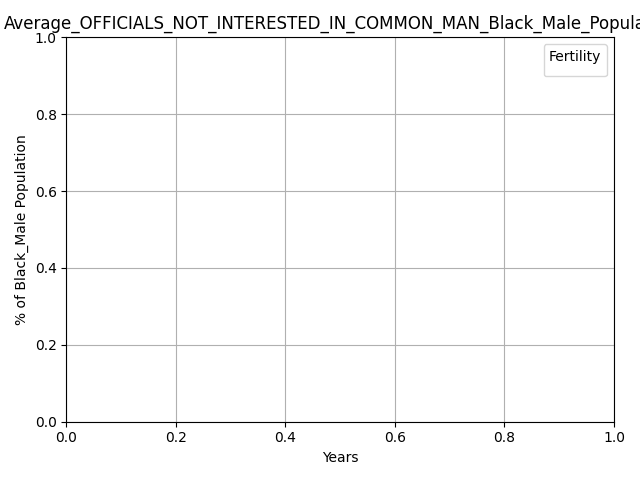 Average_OFFICIALS_NOT_INTERESTED_IN_COMMON_MAN_Black_Male_Popula
Fertility
1.0
0.8
0.6
0.4
0.2
0.0
% of Black_Male Population
0.0 0.2 0.4 0.6 0.8 1.0
Years